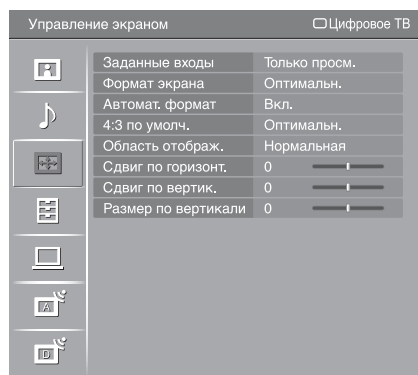 Управление экраном Цифровое ТВ
Заданные входы Только просм.
Формат экрана Оптимальн.
Автомат. формат Вкл.
4:3 по умолч. Оптимальн.
Область отображ. Нормальная
Сдвиг по горизонт. 0
Сдвиг по вертик. 0
Размер по вертикали 0
A
D